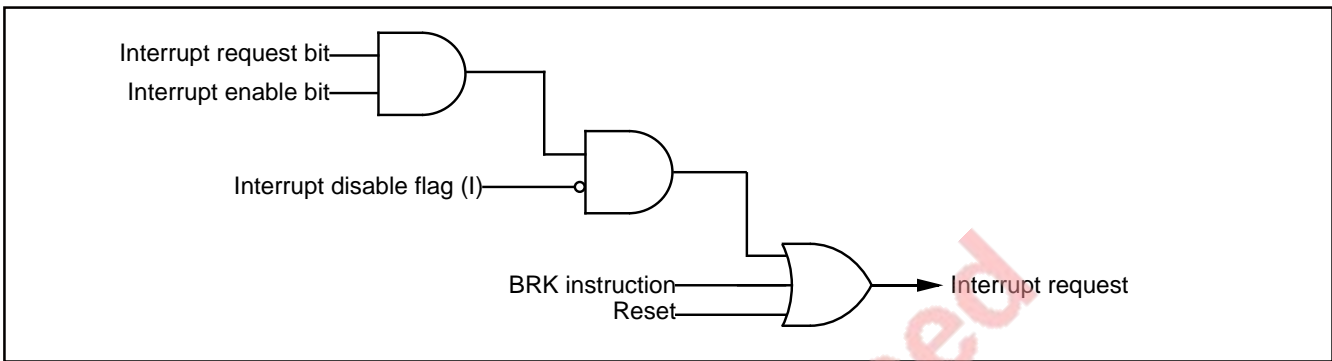 Interrupt request bit
Interrupt enable bit
Interrupt disable flag (I)
BRK instruction
Reset
Interrupt request